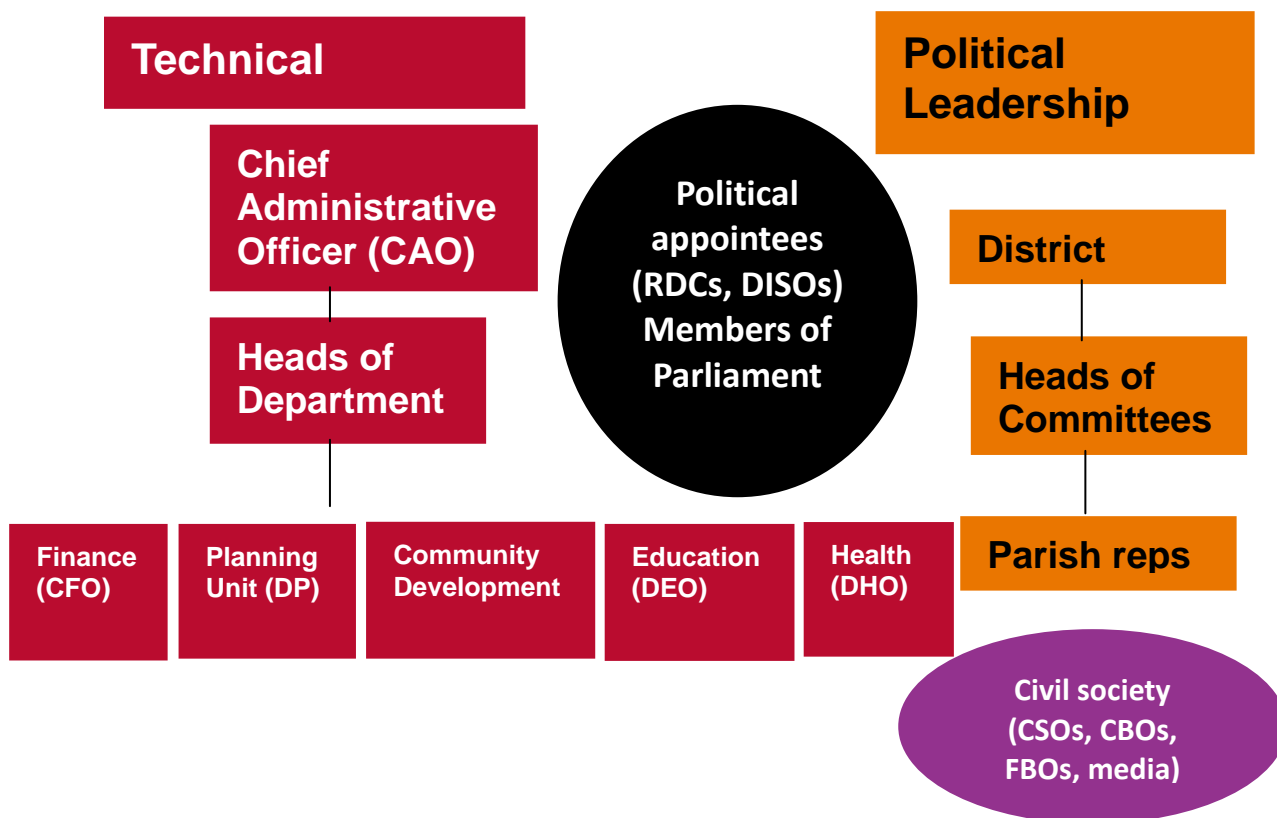 Technical
Political
Leadership
Chief
Administrative
Officer (CAO)
Political
appointees
(RDCs, DISOs)
Members of
Parliament
District
Heads of
Department
Heads of
Committees
Finance
(CFO)
Planning
Unit (DP)
Community
Development
Education
(DEO)
Health
(DHO)
Parish reps
Civil society
(CSOs, CBOs,
FBOs, media)